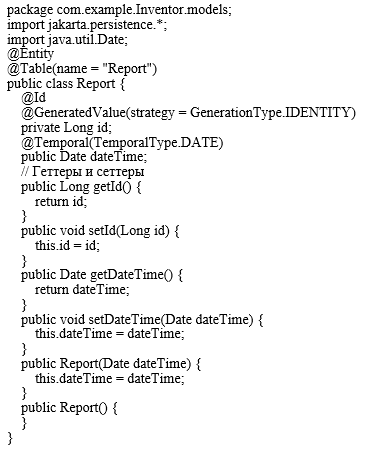 package com.example.Inventor.models;
import jakarta.persistence.*;
import java.util.Date;
@Entity
@Table(name = "Report")
public class Report {
    @Id
    @GeneratedValue(strategy = GenerationType.IDENTITY)
    private Long id;
    @Temporal(TemporalType.DATE)
    public Date dateTime;
    // Геттеры и сеттеры
    public Long getId() {
        return id;
    }
    public void setId(Long id) {
        this.id = id;
    }
    public Date getDateTime() {
        return dateTime;
    }
    public void setDateTime(Date dateTime) {
        this.dateTime = dateTime;
    }
    public Report(Date dateTime) {
        this.dateTime = dateTime;
    }
    public Report() {
    }
}